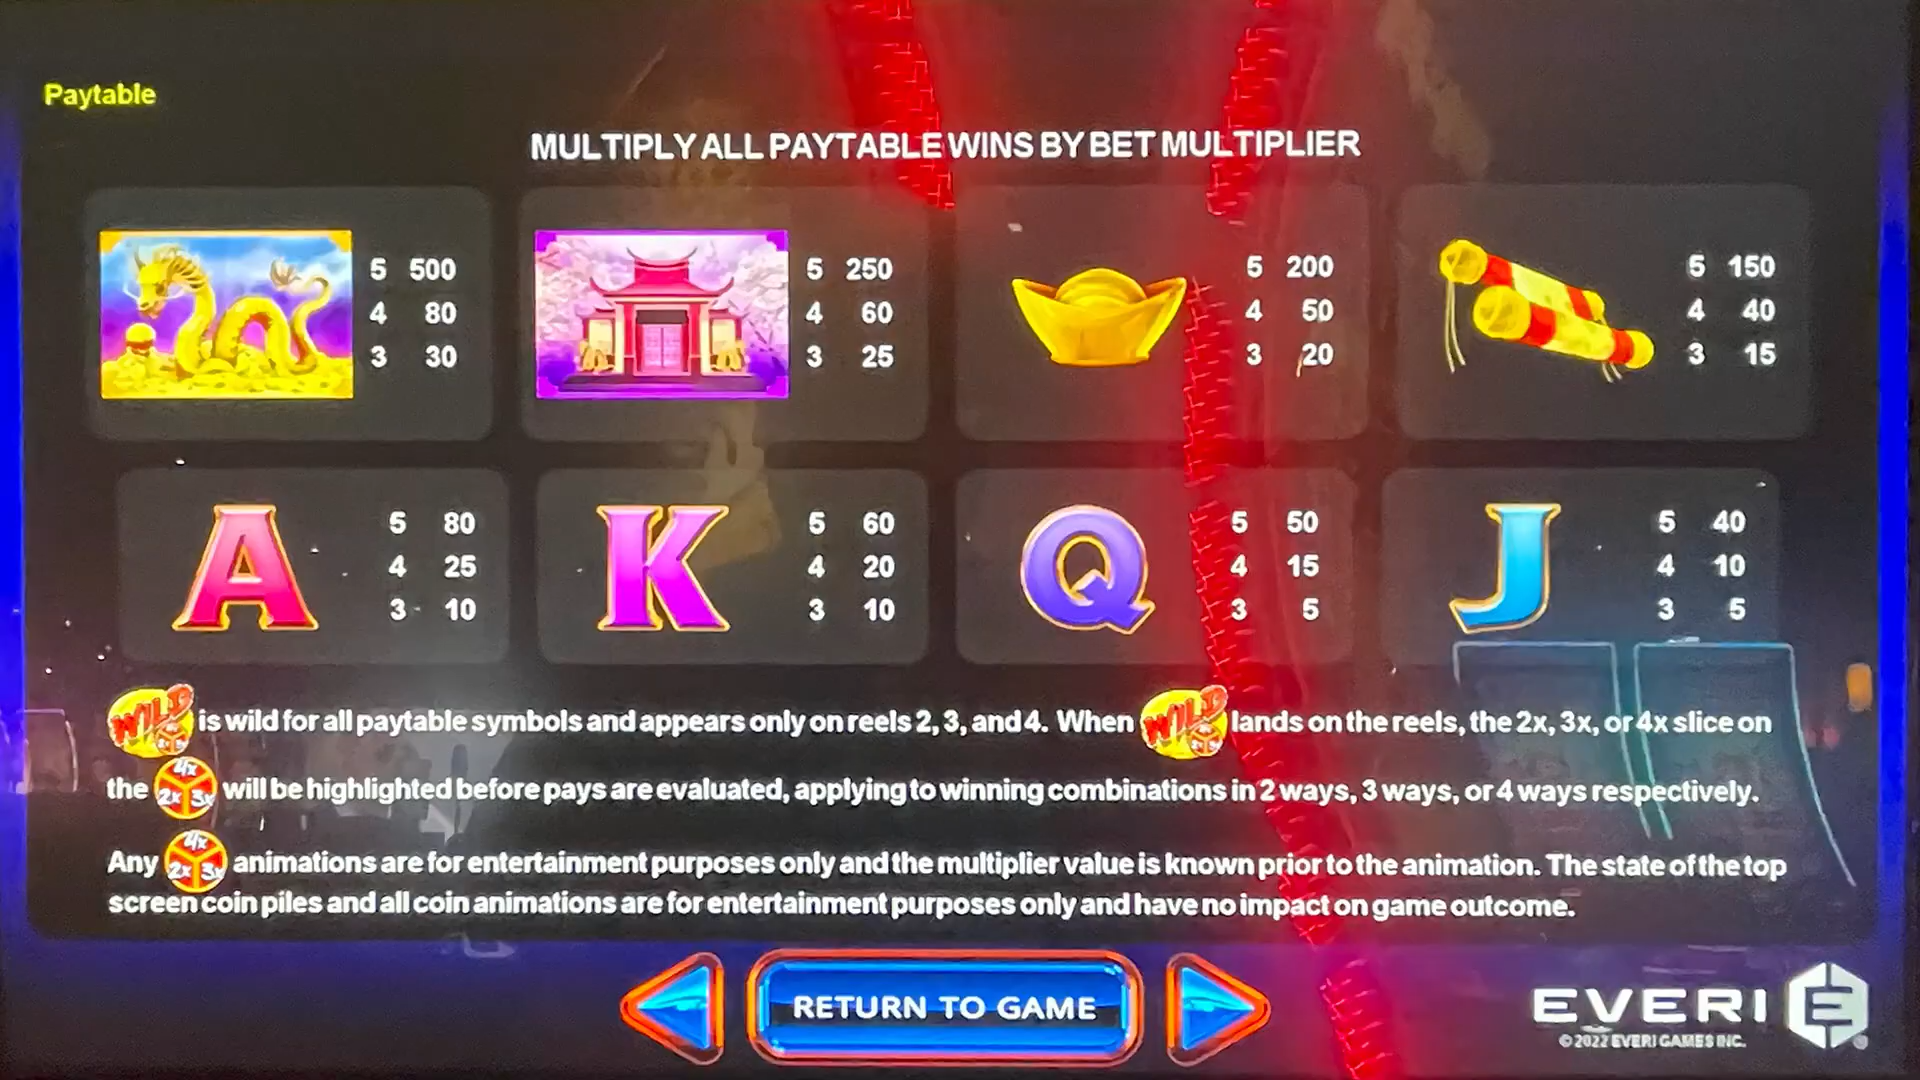 Paytable
MULTIPLY ALL PAYTABLE WINS BY BET MULTIPLIER
5 500
4 80
3 30
5 250
4 60
3 25
5 200
4 50
3 20
5 150
4 40
3 15
A
5 80
4 25
3 10
K
5 60
4 20
3 10
Q
5 50
4 15
3 5
J
5 40
4 10
3 5
WILD is wild for all paytable symbols and appears only on reels 2, 3, and 4. When WILD lands on the reels, the 2x, 3x, or 4x slice on
the 4x 2x 3x will be highlighted before pays are evaluated, applying to winning combinations in 2 ways, 3 ways, or 4 ways respectively.
Any 4x 2x 3x animations are for entertainment purposes only and the multiplier value is known prior to the animation. The state of the top
screen coin piles and all coin animations are for entertainment purposes only and have no impact on game outcome.
RETURN TO GAME
EVERI E ®
© 2022 EVERI GAMES INC.